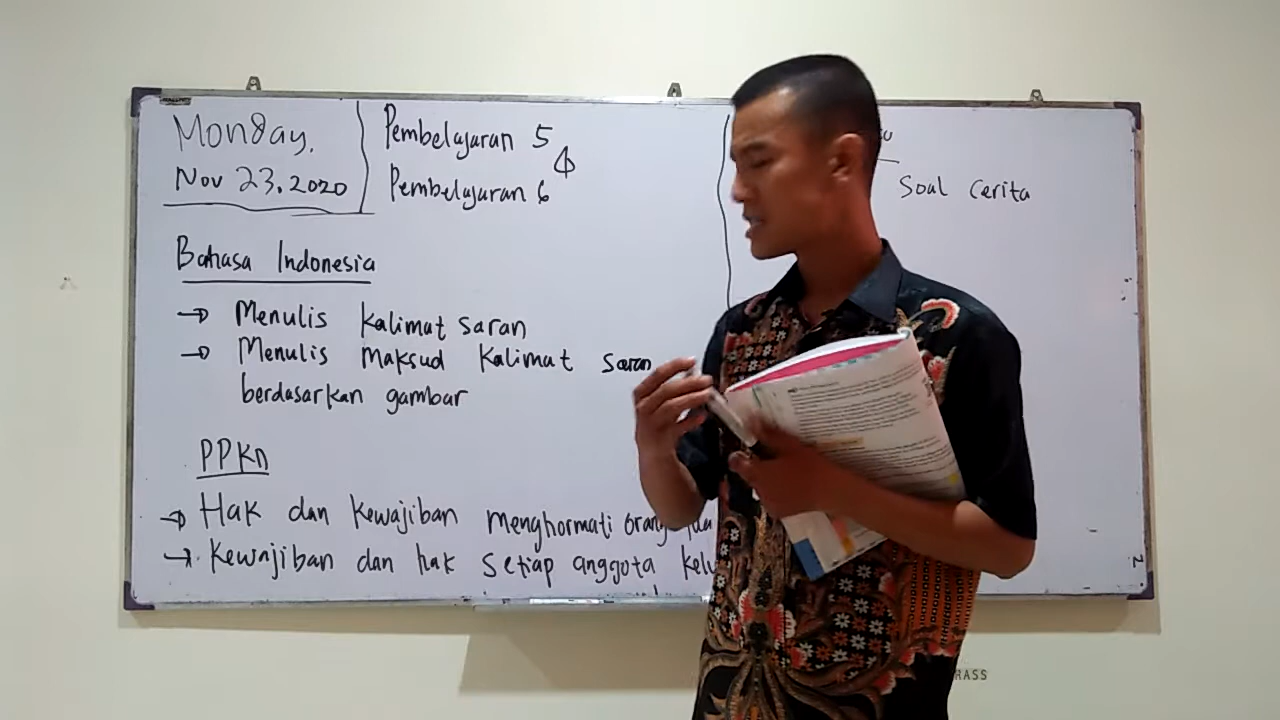 Monday,
Nov 23, 2020
Pembelajaran 5
&
Pembelajaran 6
Bahasa Indonesia
→ Menulis kalimat saran
→ Menulis maksud kalimat saran
berdasarkan gambar
PPKn
→ Hak dan kewajiban menghormati orang
→ Kewajiban dan hak setiap anggota
Soal cerita